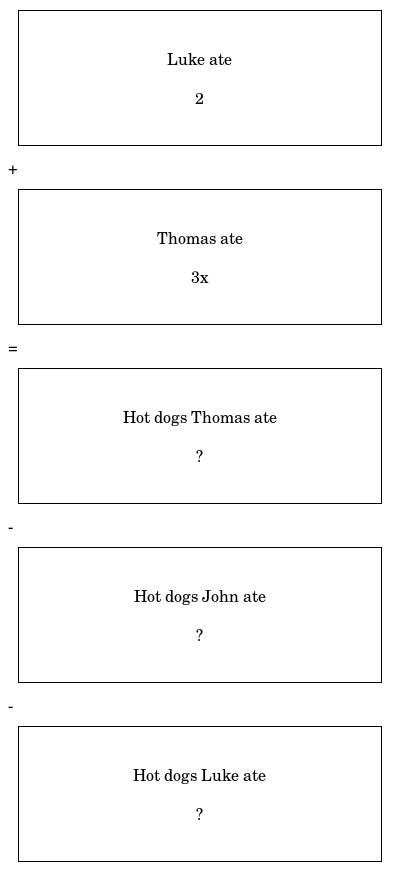 Luke ate
2
+
Thomas ate
3x
=
Hot dogs Thomas ate
?
-
Hot dogs John ate
?
-
Hot dogs Luke ate
?